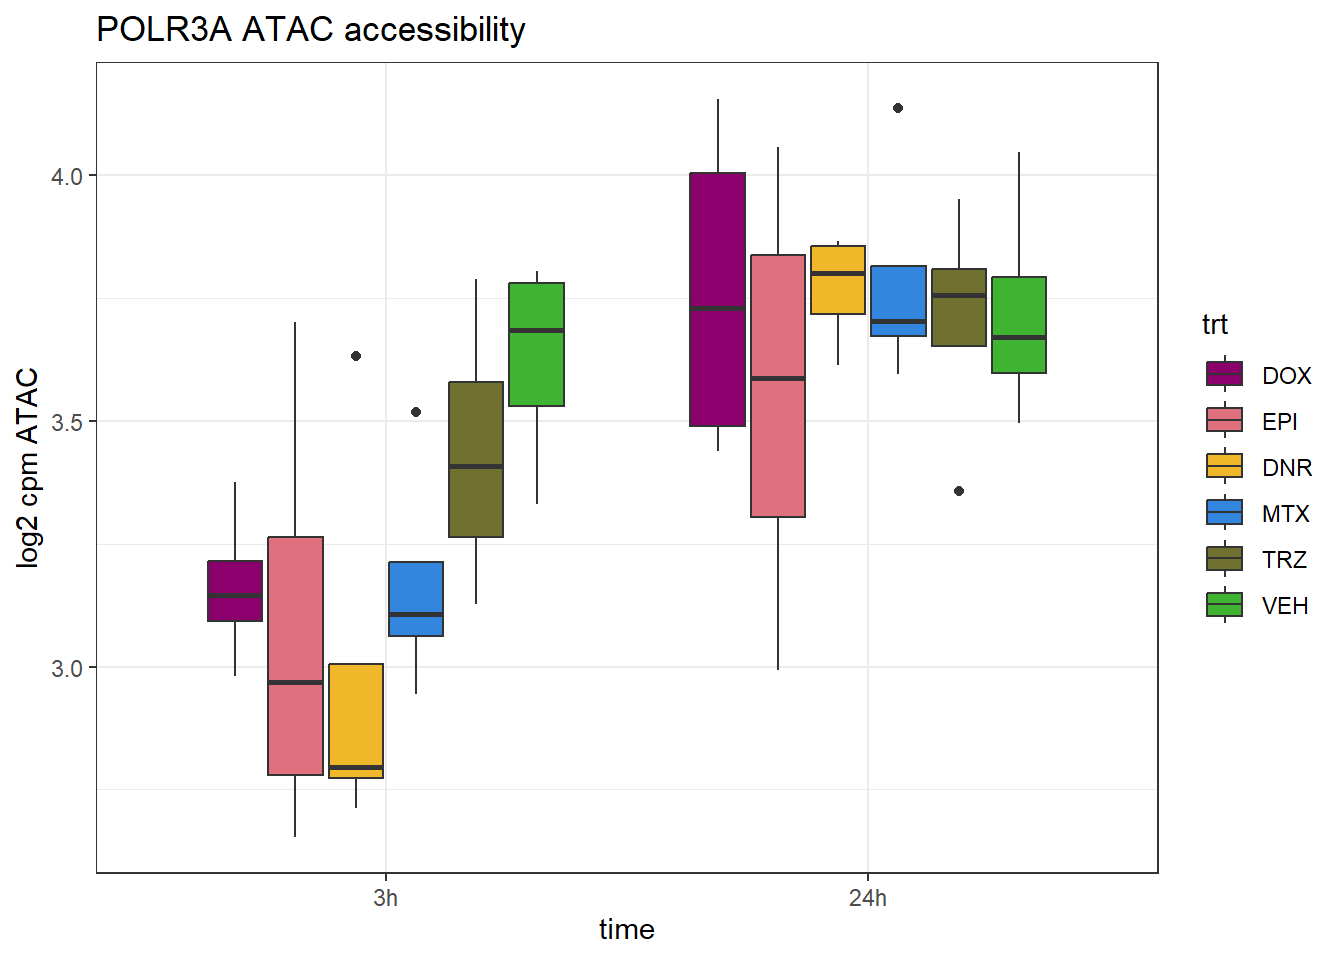 POLR3A ATAC accessibility
log2 cpm ATAC
4.0
3.5
3.0
3h
24h
time
trt
DOX
EPI
DNR
MTX
TRZ
VEH